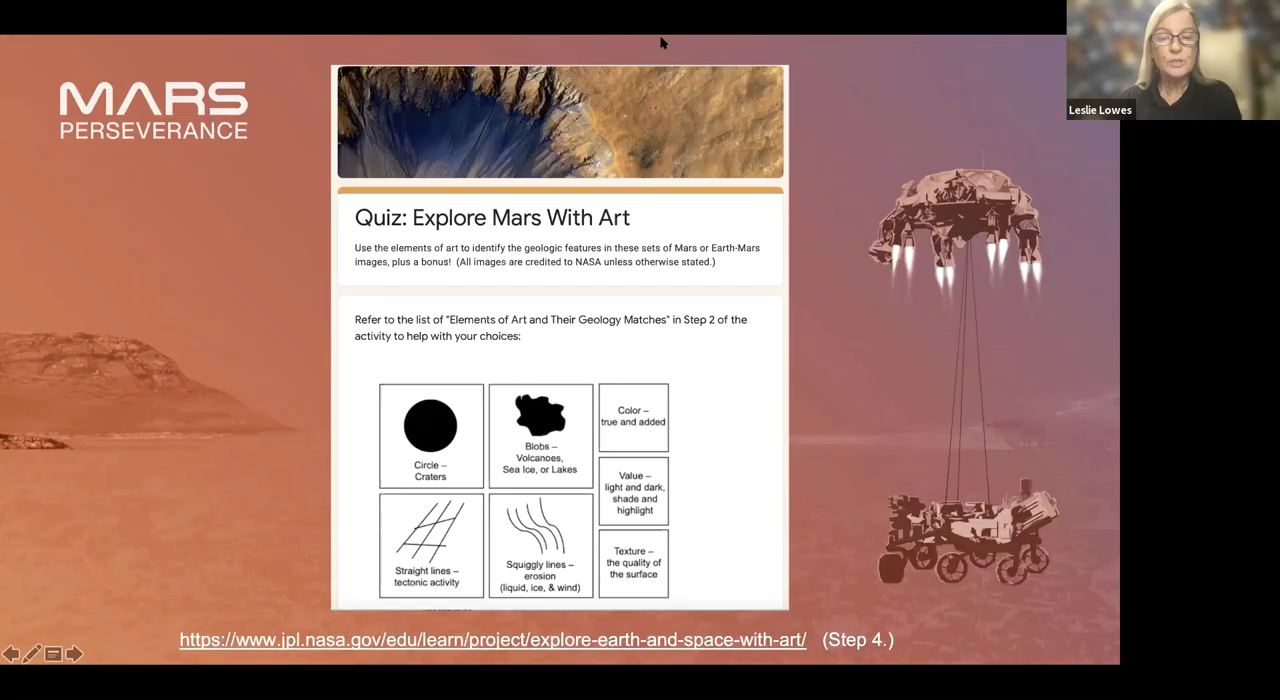 MARS
PERSEVERANCE
Leslie Lowes
Quiz: Explore Mars With Art
Use the elements of art to identify the geologic features in these sets of Mars or Earth-Mars
images, plus a bonus!  (All images are credited to NASA unless otherwise stated.)
Refer to the list of "Elements of Art and Their Geology Matches" in Step 2 of the
activity to help with your choices:
Circle –
Craters
Blobs –
Volcanoes,
Sea Ice, or Lakes
Color –
true and added
Value –
light and dark,
shade and
highlight
Straight lines –
tectonic activity
Squiggly lines –
erosion
(liquid, ice, & wind)
Texture –
the quality of
the surface
https://www.jpl.nasa.gov/edu/learn/project/explore-earth-and-space-with-art/ (Step 4.)